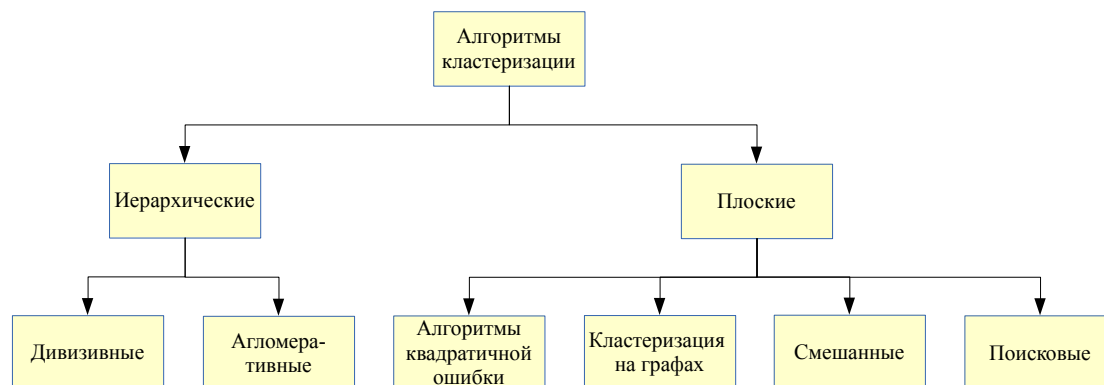 Алгоритмы
кластеризации
Иерархические
Плоские
Дивизивные
Агломера-
тивные
Алгоритмы
квадратичной
ошибки
Кластеризация
на графах
Смешанные
Поисковые